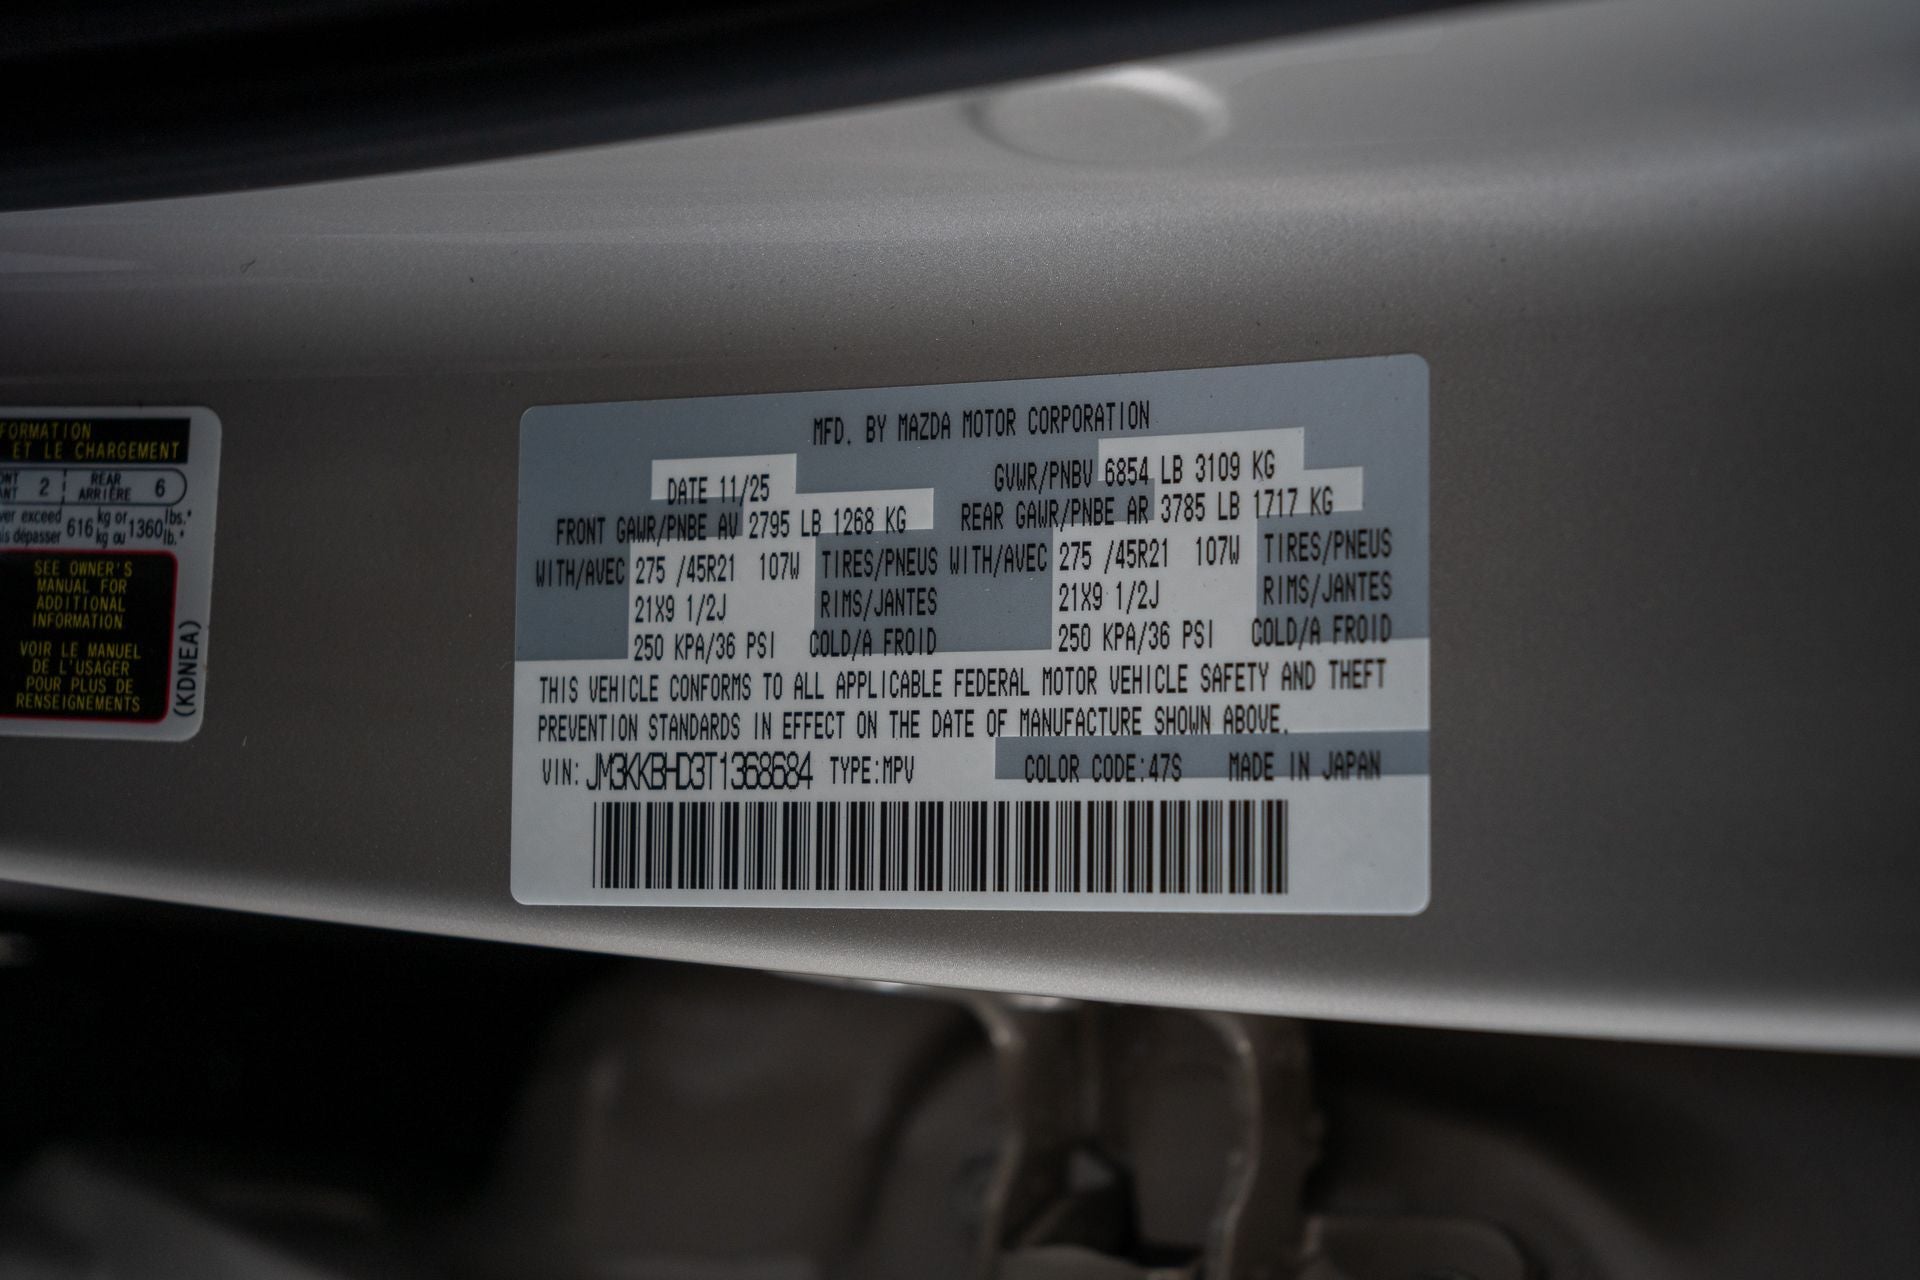 FORMATION
ET LE CHARGEMENT
2 REAR ARRIÈRE 6
ver exceed 616 kg or 1360 lbs.*
is dépasser kg ou lb.*
SEE OWNER'S
MANUAL FOR
ADDITIONAL
INFORMATION
VOIR LE MANUEL
DE L'USAGER
POUR PLUS DE
RENSEIGNEMENTS
(KDNEA)
MFD. BY MAZDA MOTOR CORPORATION
DATE 11/25 GVWR/PNBV 6854 LB 3109 KG
FRONT GAWR/PNBE AV 2795 LB 1268 KG REAR GAWR/PNBE AR 3785 LB 1717 KG
WITH/AVEC 275 /45R21 107W TIRES/PNEUS WITH/AVEC 275 /45R21 107W TIRES/PNEUS
21X9 1/2J RIMS/JANTES 21X9 1/2J RIMS/JANTES
250 KPA/36 PSI COLD/A FROID 250 KPA/36 PSI COLD/A FROID
THIS VEHICLE CONFORMS TO ALL APPLICABLE FEDERAL MOTOR VEHICLE SAFETY AND THEFT
PREVENTION STANDARDS IN EFFECT ON THE DATE OF MANUFACTURE SHOWN ABOVE.
VIN: JM3KKBHD3T1368684 TYPE:MPV COLOR CODE:47S MADE IN JAPAN